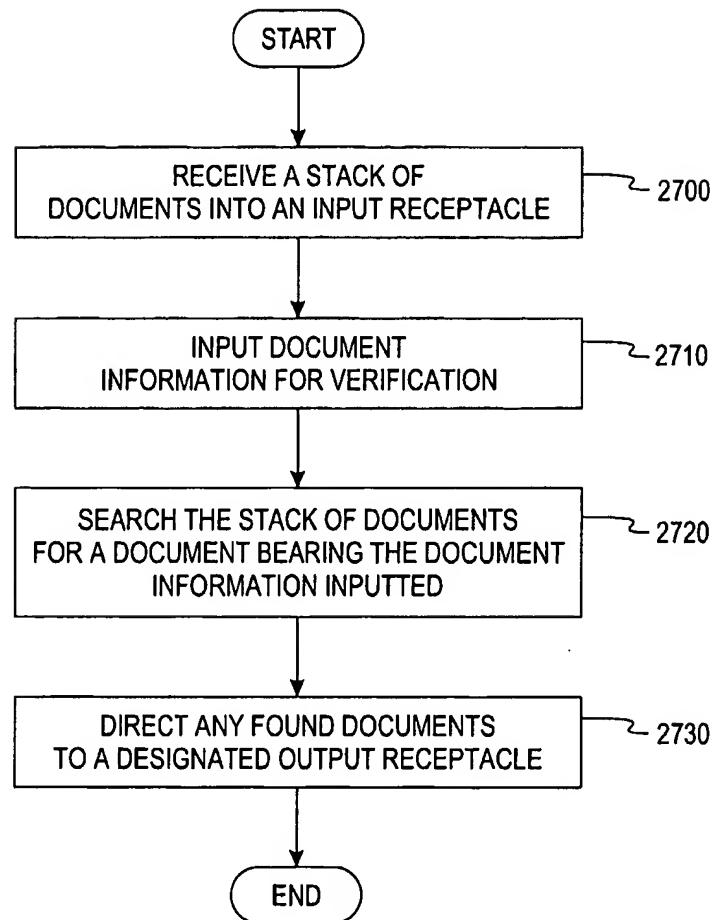 START
RECEIVE A STACK OF
DOCUMENTS INTO AN INPUT RECEPTACLE
2700
INPUT DOCUMENT
INFORMATION FOR VERIFICATION
2710
SEARCH THE STACK OF DOCUMENTS
FOR A DOCUMENT BEARING THE DOCUMENT
INFORMATION INPUTTED
2720
DIRECT ANY FOUND DOCUMENTS
TO A DESIGNATED OUTPUT RECEPTACLE
2730
END